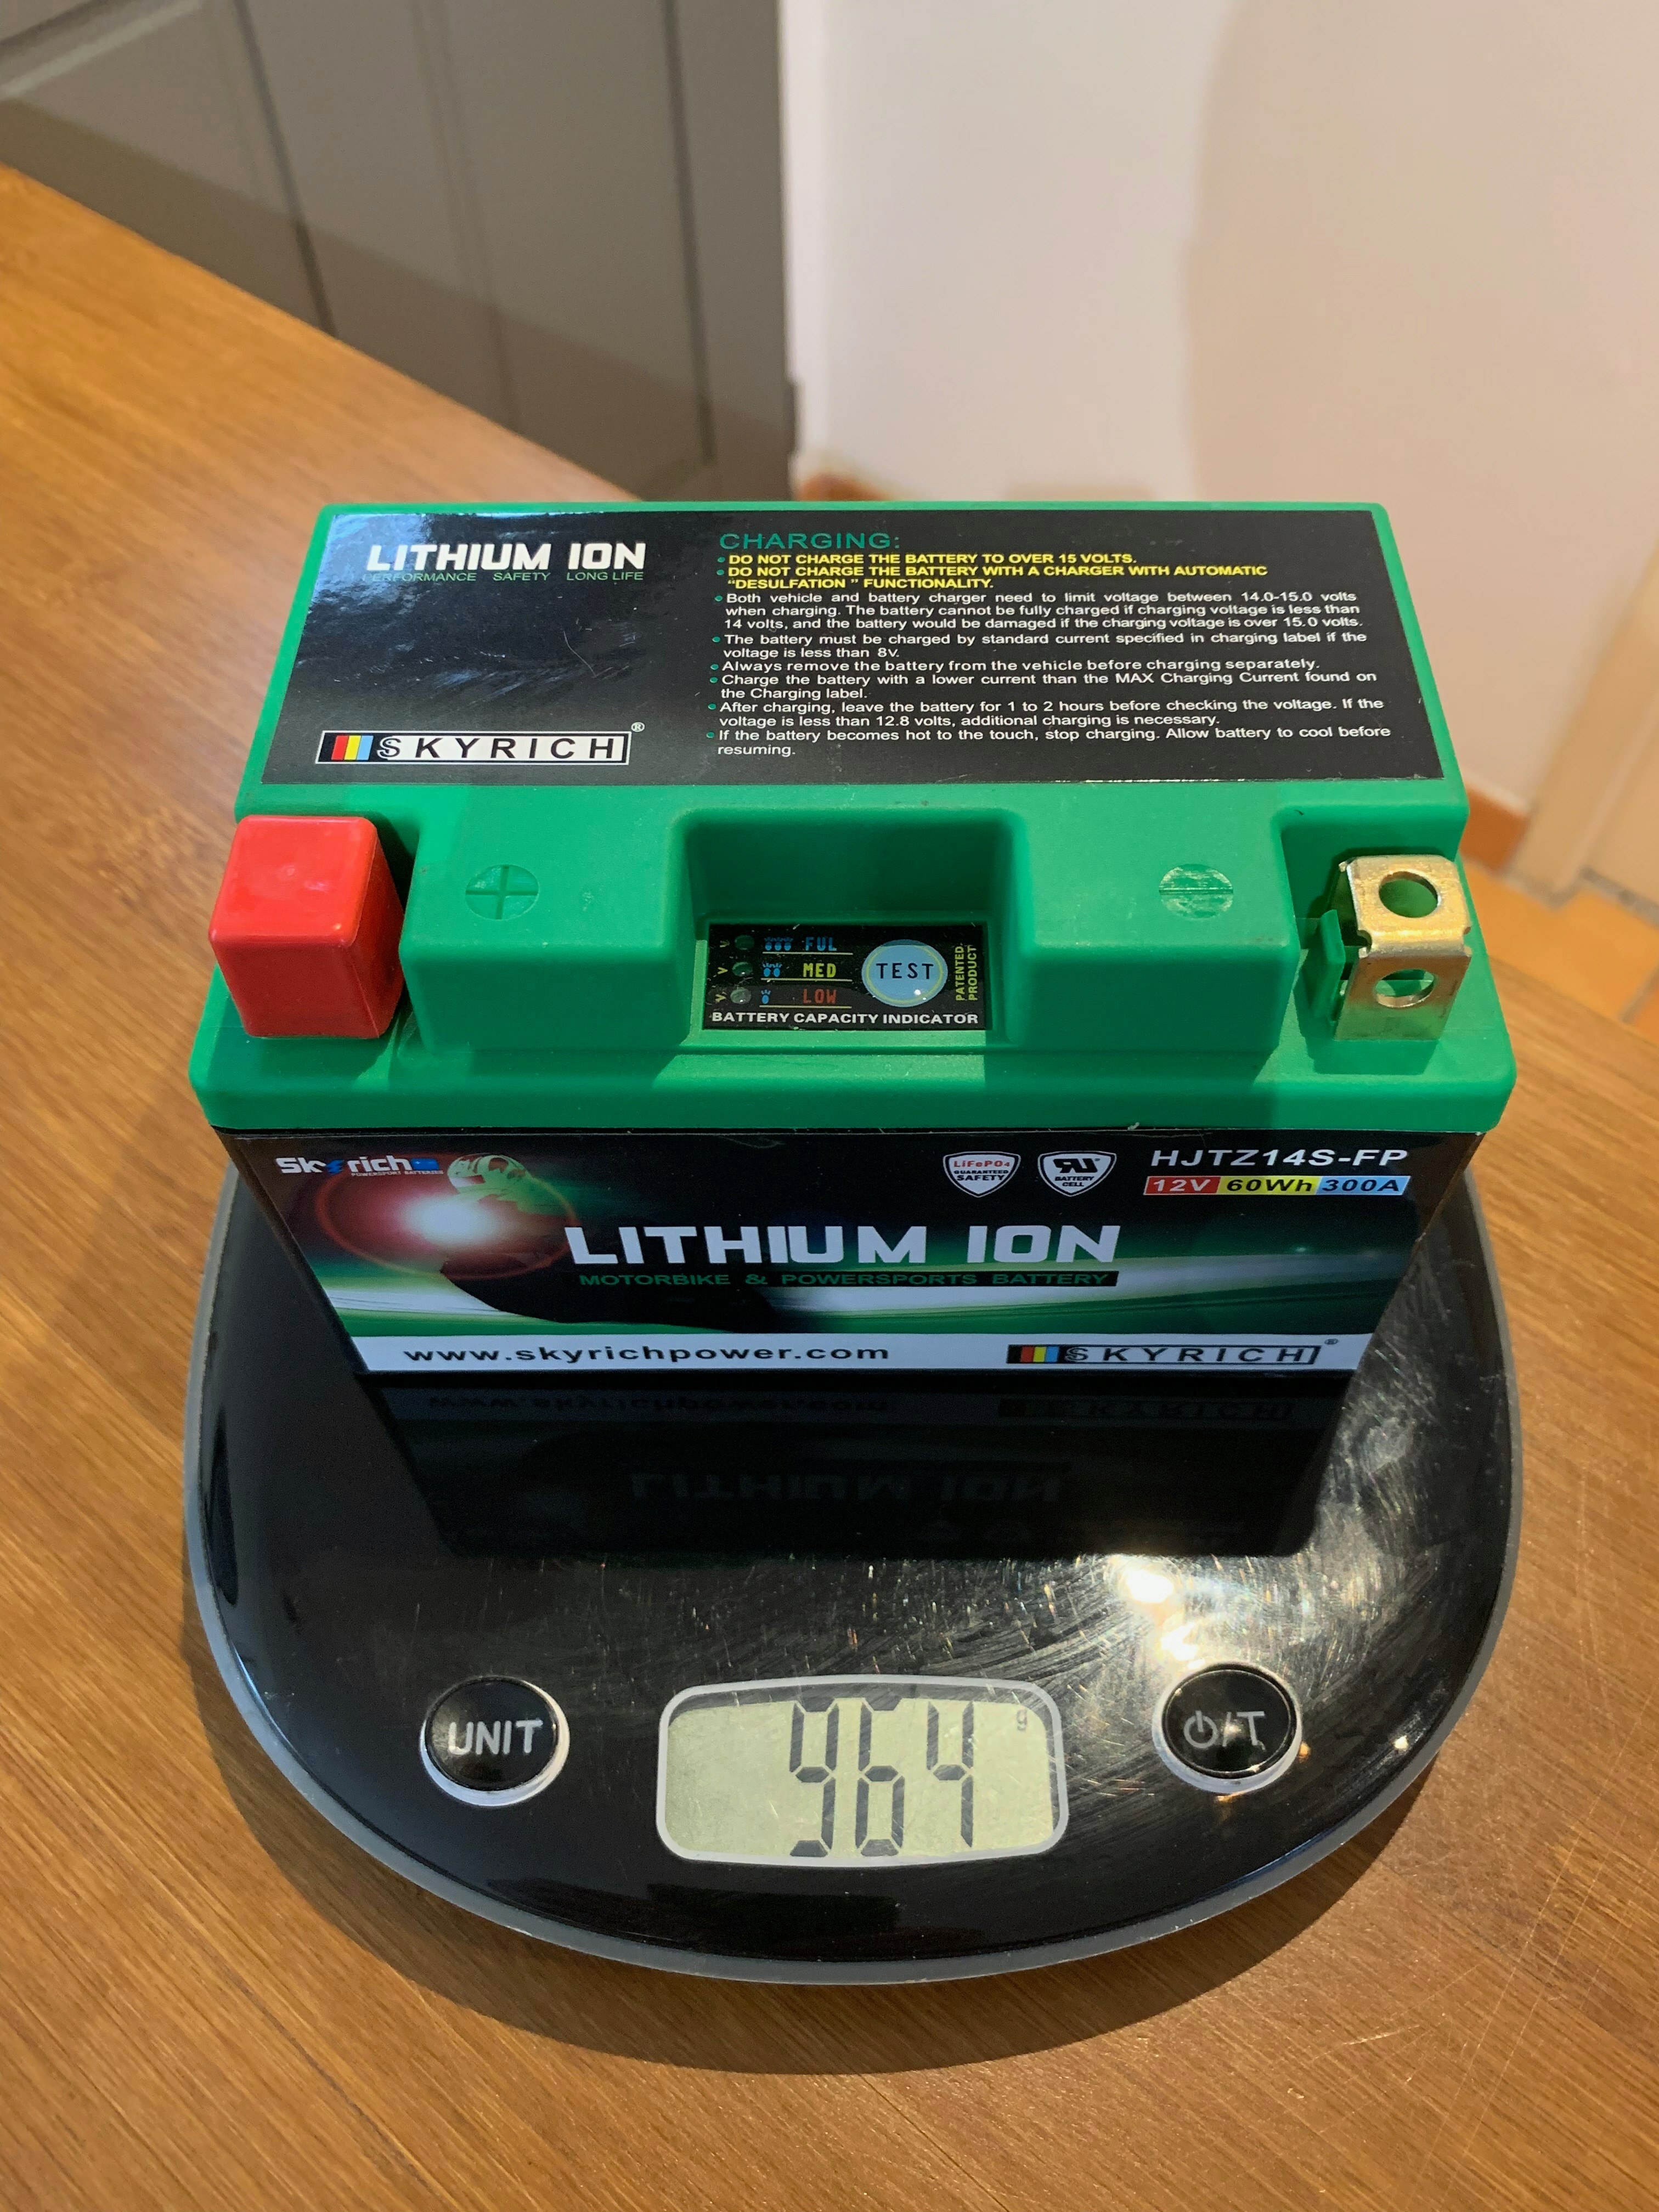 LITHIUM ION
PERFORMANCE SAFETY LONG LIFE
SKYRICH®
CHARGING:
• DO NOT CHARGE THE BATTERY TO OVER 15 VOLTS.
• DO NOT CHARGE THE BATTERY WITH A CHARGER WITH AUTOMATIC
“DESULFATION ” FUNCTIONALITY.
• Both vehicle and battery charger need to limit voltage between 14.0-15.0 volts
when charging. The battery cannot be fully charged if charging voltage is less than
14 volts, and the battery would be damaged if the charging voltage is over 15.0 volts.
• The battery must be charged by standard current specified in charging label if the
voltage is less than 8v.
• Always remove the battery from the vehicle before charging separately.
• Charge the battery with a lower current than the MAX Charging Current found on
the Charging label.
• After charging, leave the battery for 1 to 2 hours before checking the voltage. If the
voltage is less than 12.8 volts, additional charging is necessary.
• If the battery becomes hot to the touch, stop charging. Allow battery to cool before
resuming.
FUL
MED
LOW
TEST
PATENTED
PRODUCT
BATTERY CAPACITY INDICATOR
Skyrich
POWERSPORT BATTERIES
LiFePO4
GUARANTEED
SAFETY
RU
BATTERY
CELL
HJTZ14S-FP
12V 60Wh 300A
LITHIUM ION
MOTORBIKE & POWERSPORTS BATTERY
www.skyrichpower.com
SKYRICH®
UNIT
964 g
/T